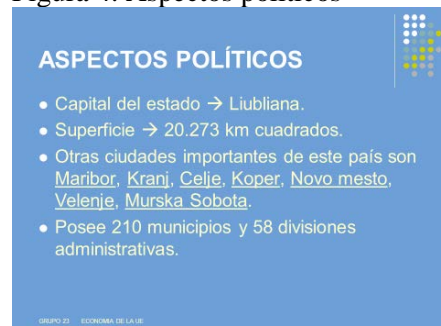 Figura 4. Aspectos políticos
ASPECTOS POLÍTICOS
● Capital del estado → Liubliana.
● Superficie → 20.273 km cuadrados.
● Otras ciudades importantes de este país son
Maribor, Kranj, Celje, Koper, Novo mesto,
Velenje, Murska Sobota.
● Posee 210 municipios y 58 divisiones
administrativas.
GRUPO 23 ECONOMIA DE LA UE